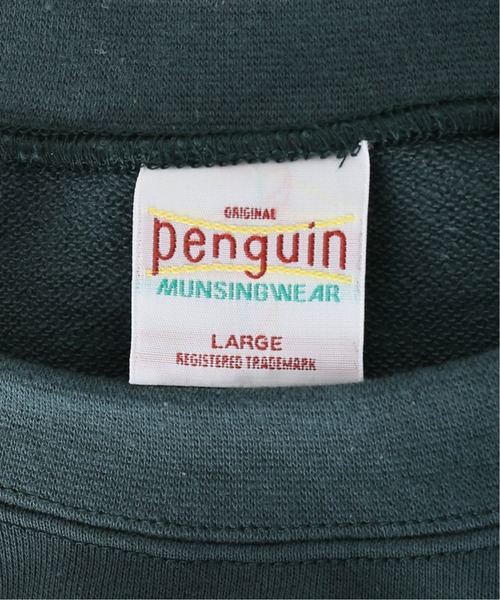 ORIGINAL
penguin
MUNSINGWEAR
LARGE
REGISTERED TRADEMARK